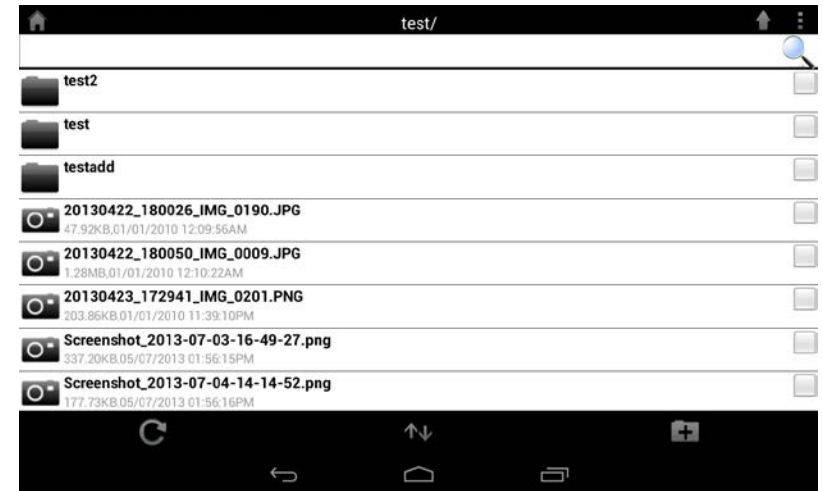 test/
test2
test
testadd
20130422_180026_IMG_0190.JPG
47.92KB,01/01/2010 12:09:56AM
20130422_180050_IMG_0009.JPG
1.28MB,01/01/2010 12:10:22AM
20130423_172941_IMG_0201.PNG
203.86KB,01/01/2010 11:39:10PM
Screenshot_2013-07-03-16-49-27.png
337.20KB,05/07/2013 01:56:15PM
Screenshot_2013-07-04-14-14-52.png
177.73KB,05/07/2013 01:56:16PM